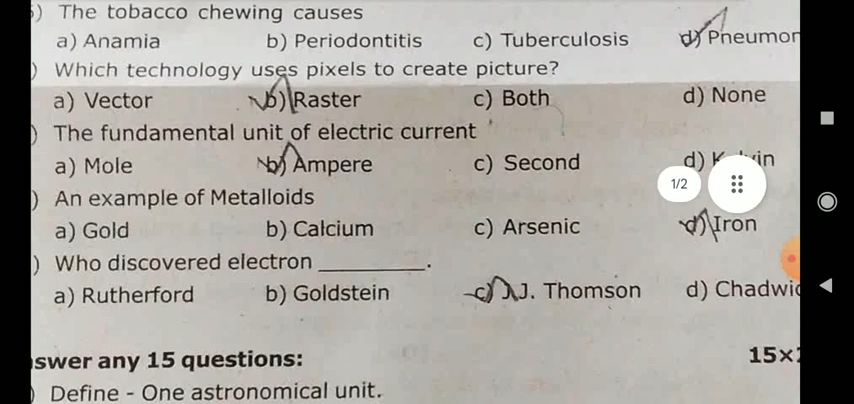 ) The tobacco chewing causes
a) Anamia b) Periodontitis c) Tuberculosis d) Pneumon
) Which technology uses pixels to create picture?
a) Vector b) Raster c) Both d) None
) The fundamental unit of electric current
a) Mole b) Ampere c) Second d) K
1/2
) An example of Metalloids
a) Gold b) Calcium c) Arsenic d) Iron
) Who discovered electron ________.
a) Rutherford b) Goldstein c) J.J. Thomson d) Chadwic
nswer any 15 questions: 15×
) Define - One astronomical unit.